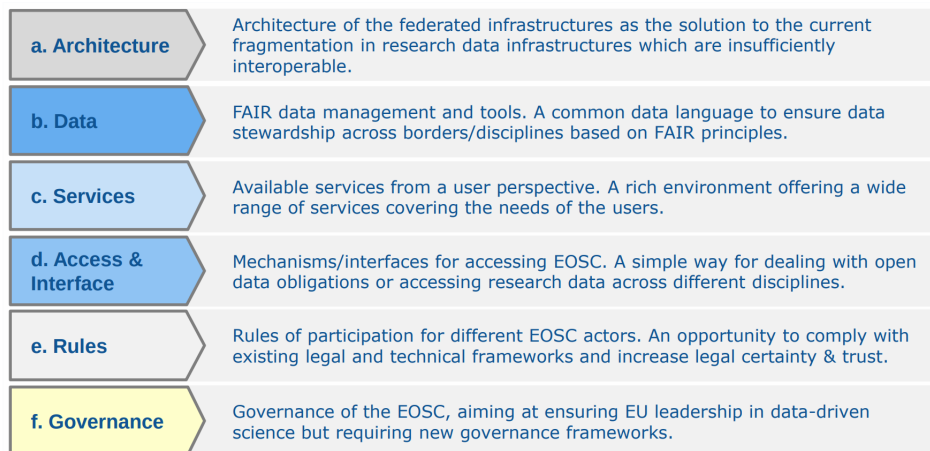 a. Architecture
Architecture of the federated infrastructures as the solution to the current
fragmentation in research data infrastructures which are insufficiently
interoperable.
b. Data
FAIR data management and tools. A common data language to ensure data
stewardship across borders/disciplines based on FAIR principles.
c. Services
Available services from a user perspective. A rich environment offering a wide
range of services covering the needs of the users.
d. Access &
Interface
Mechanisms/interfaces for accessing EOSC. A simple way for dealing with open
data obligations or accessing research data across different disciplines.
e. Rules
Rules of participation for different EOSC actors. An opportunity to comply with
existing legal and technical frameworks and increase legal certainty & trust.
f. Governance
Governance of the EOSC, aiming at ensuring EU leadership in data-driven
science but requiring new governance frameworks.